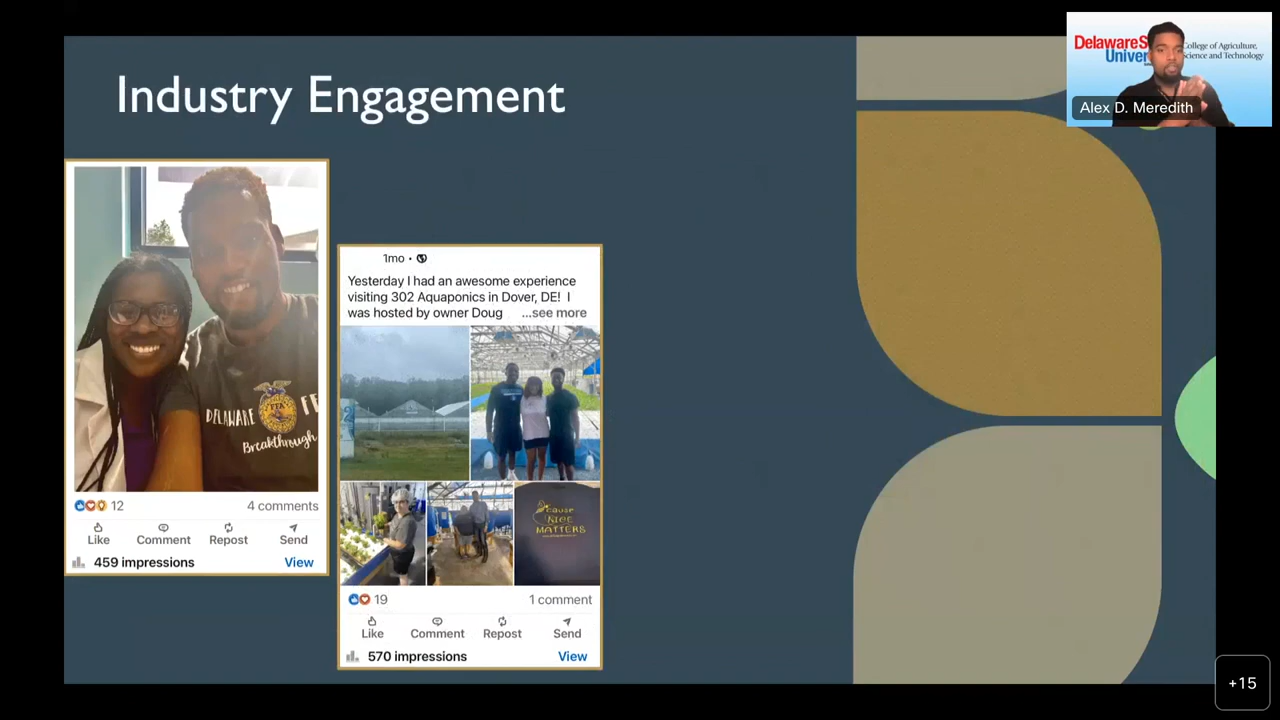 Industry Engagement
DelawareS
Univer
College of Agriculture,
Science and Technology
Alex D. Meredith
DELAWARE FF
Breakthrough
12
4 comments
Like
Comment
Repost
Send
459 impressions
View
1mo •
Yesterday I had an awesome experience
visiting 302 Aquaponics in Dover, DE! I
was hosted by owner Doug ...see more
'cause
NICE
MATTERS
19
1 comment
Like
Comment
Repost
Send
570 impressions
View
+15